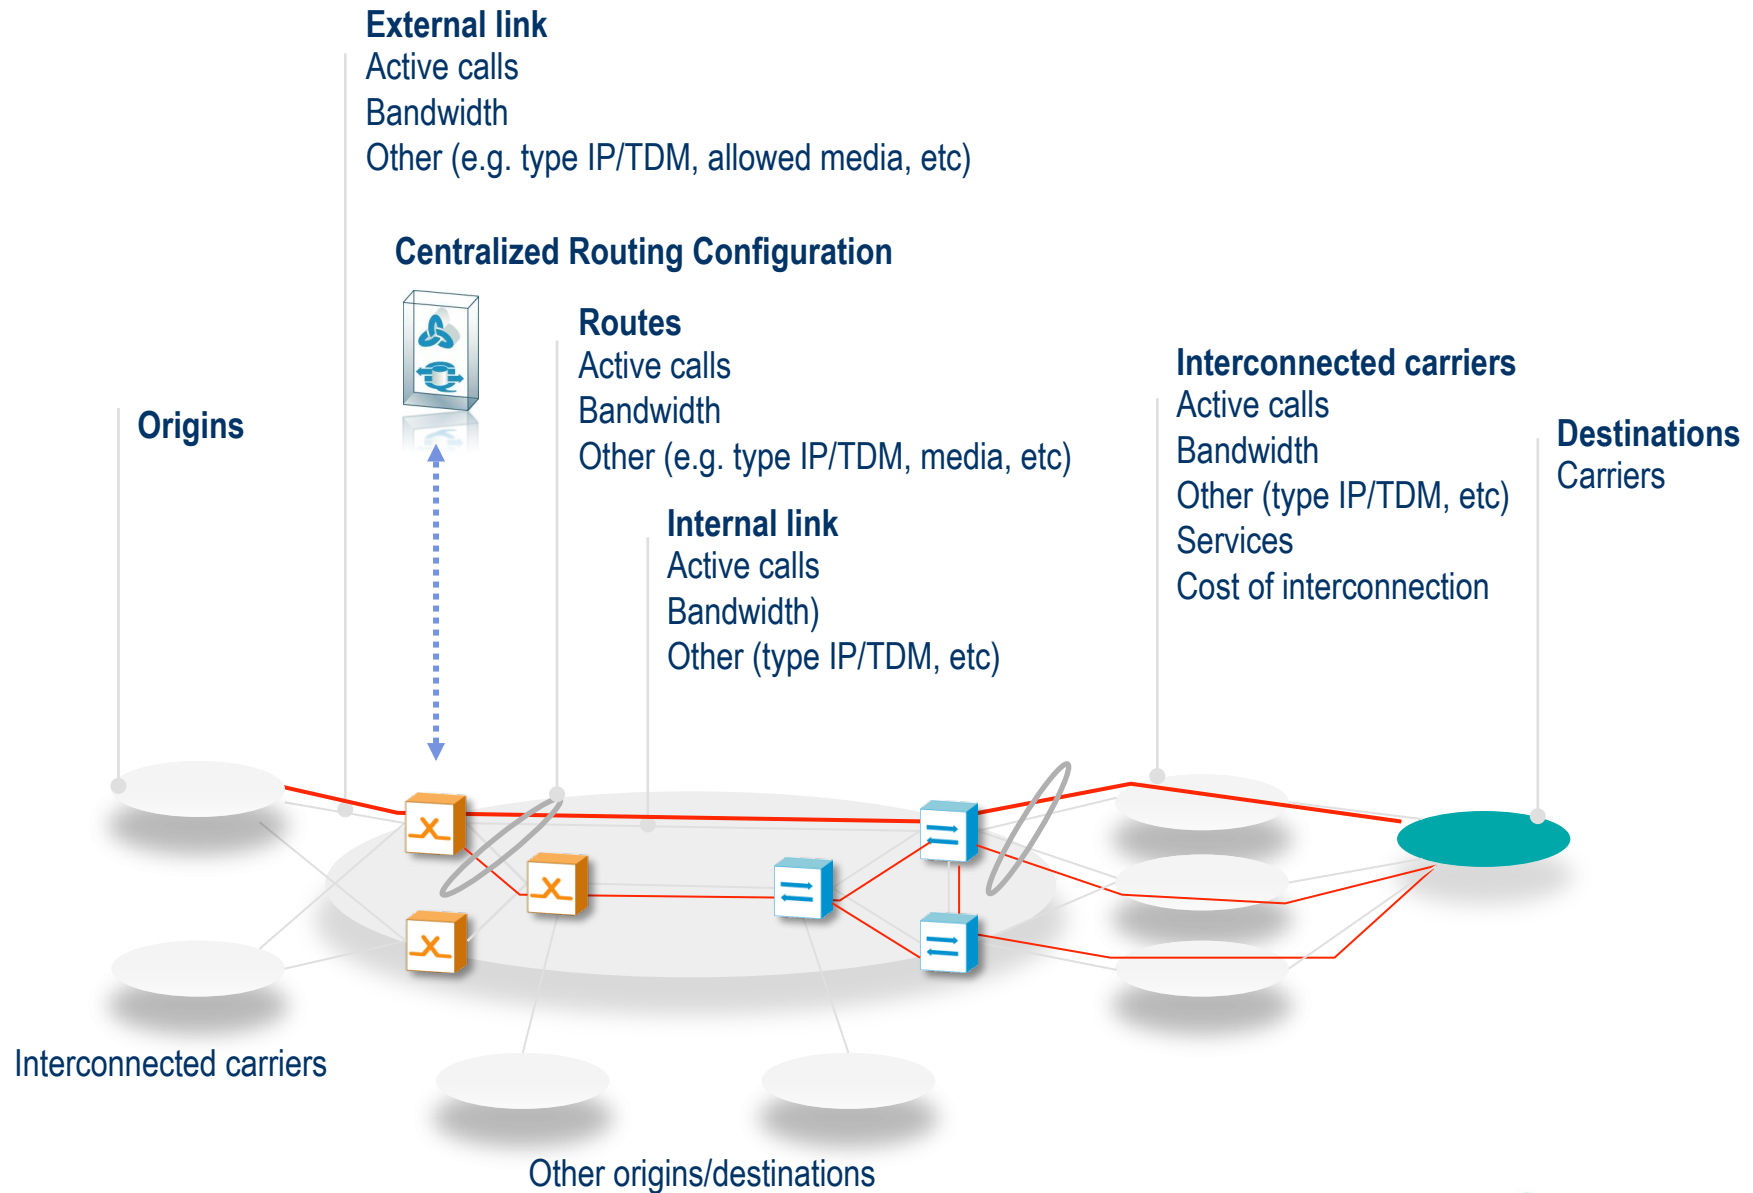 External link
Active calls
Bandwidth
Other (e.g. type IP/TDM, allowed media, etc)
Centralized Routing Configuration
Routes
Active calls
Bandwidth
Other (e.g. type IP/TDM, media, etc)
Origins
Internal link
Active calls
Bandwidth)
Other (type IP/TDM, etc)
Interconnected carriers
Active calls
Bandwidth
Other (type IP/TDM, etc)
Services
Cost of interconnection
Destinations
Carriers
Interconnected carriers
Other origins/destinations